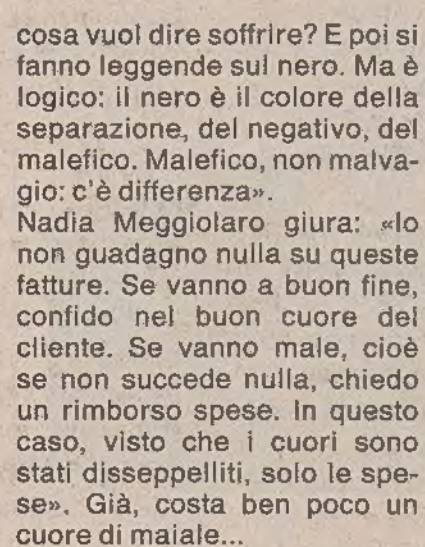 cosa vuol dire soffrire? E poi si
fanno leggende sul nero. Ma è
logico: il nero è il colore della
separazione, del negativo, del
malefico. Malefico, non malva-
gio: c'è differenza».
Nadia Meggiolaro giura: «Io
non guadagno nulla su queste
fatture. Se vanno a buon fine,
confido nel buon cuore del
cliente. Se vanno male, cioè
se non succede nulla, chiedo
un rimborso spese. In questo
caso, visto che i cuori sono
stati disseppelliti, solo le spe-
se». Già, costa ben poco un
cuore di maiale...